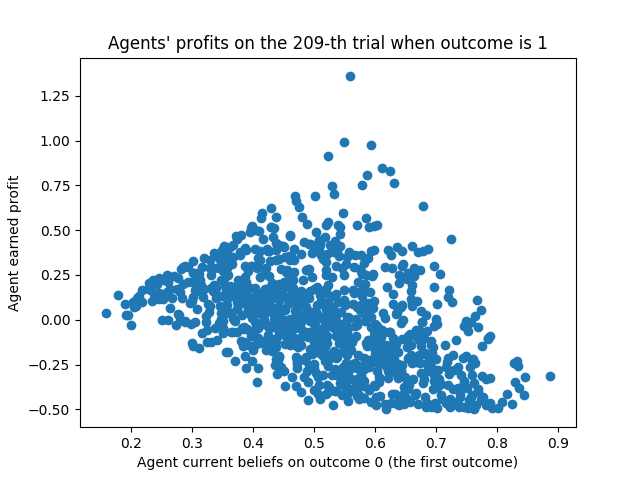 Agents' profits on the 209-th trial when outcome is 1
1.25
1.00
0.75
0.50
0.25
0.00
−0.25
−0.50
Agent earned profit
0.2 0.3 0.4 0.5 0.6 0.7 0.8 0.9
Agent current beliefs on outcome 0 (the first outcome)